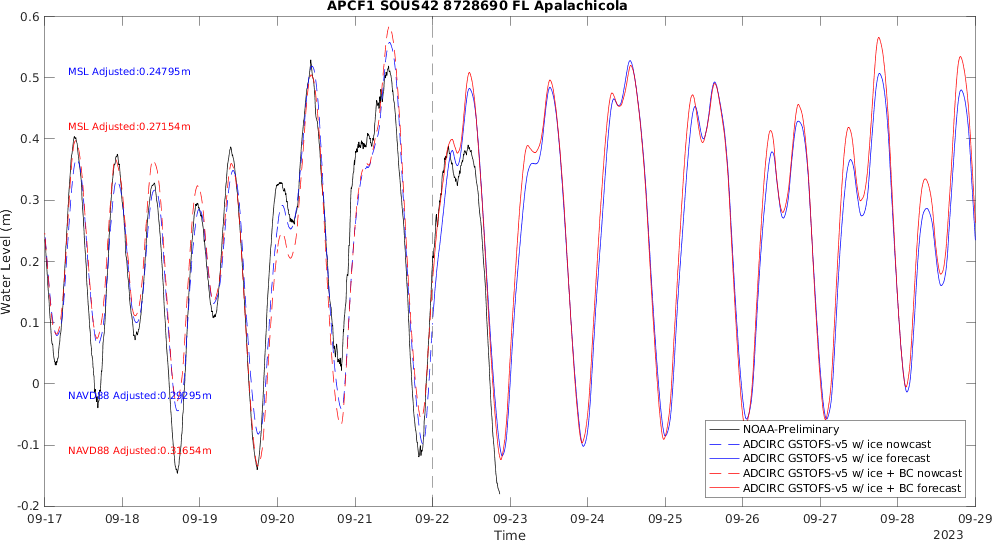 APCF1 SOUS42 8728690 FL Apalachicola
0.6
0.5
0.4
0.3
0.2
0.1
0
-0.1
-0.2
Water Level (m)
MSL Adjusted:0.24795m
MSL Adjusted:0.27154m
NAVD88 Adjusted:0.29295m
NAVD88 Adjusted:0.31654m
NOAA-Preliminary
ADCIRC GSTOFS-v5 w/ ice nowcast
ADCIRC GSTOFS-v5 w/ ice forecast
ADCIRC GSTOFS-v5 w/ ice + BC nowcast
ADCIRC GSTOFS-v5 w/ ice + BC forecast
09-17 09-18 09-19 09-20 09-21 09-22 09-23 09-24 09-25 09-26 09-27 09-28 09-29
Time
2023